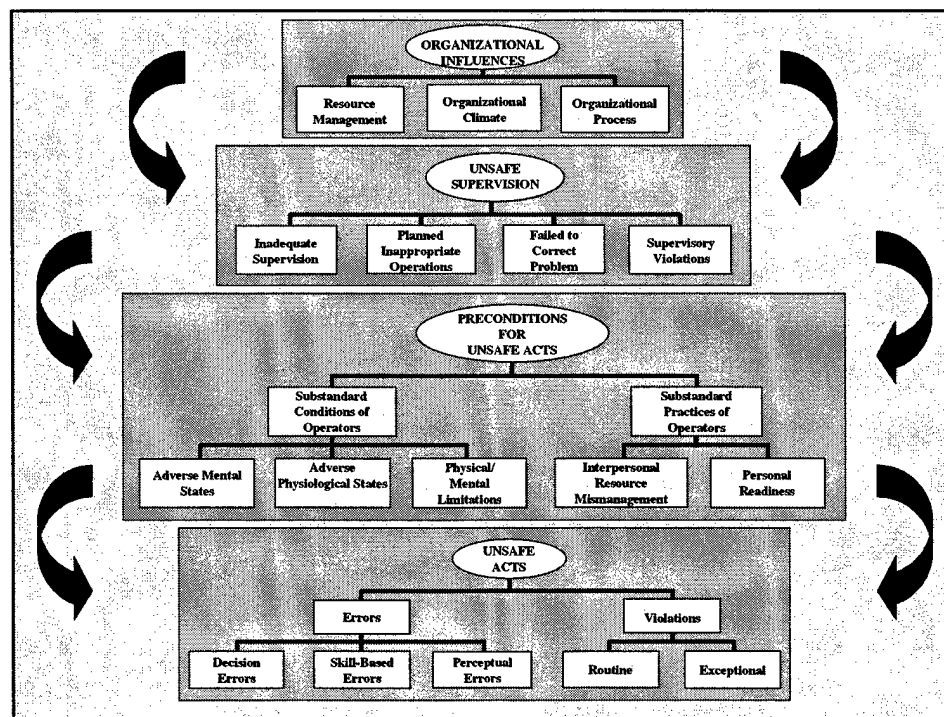 ORGANIZATIONAL
INFLUENCES
Resource
Management
Organizational
Climate
Organizational
Process
UNSAFE
SUPERVISION
Inadequate
Supervision
Planned
Inappropriate
Operations
Failed to
Correct
Problem
Supervisory
Violations
PRECONDITIONS
FOR
UNSAFE ACTS
Substandard
Conditions of
Operators
Substandard
Practices of
Operators
Adverse Mental
States
Adverse
Physiological States
Physical/
Mental
Limitations
Interpersonal
Resource
Mismanagement
Personal
Readiness
UNSAFE
ACTS
Errors
Violations
Decision
Errors
Skill-Based
Errors
Perceptual
Errors
Routine
Exceptional